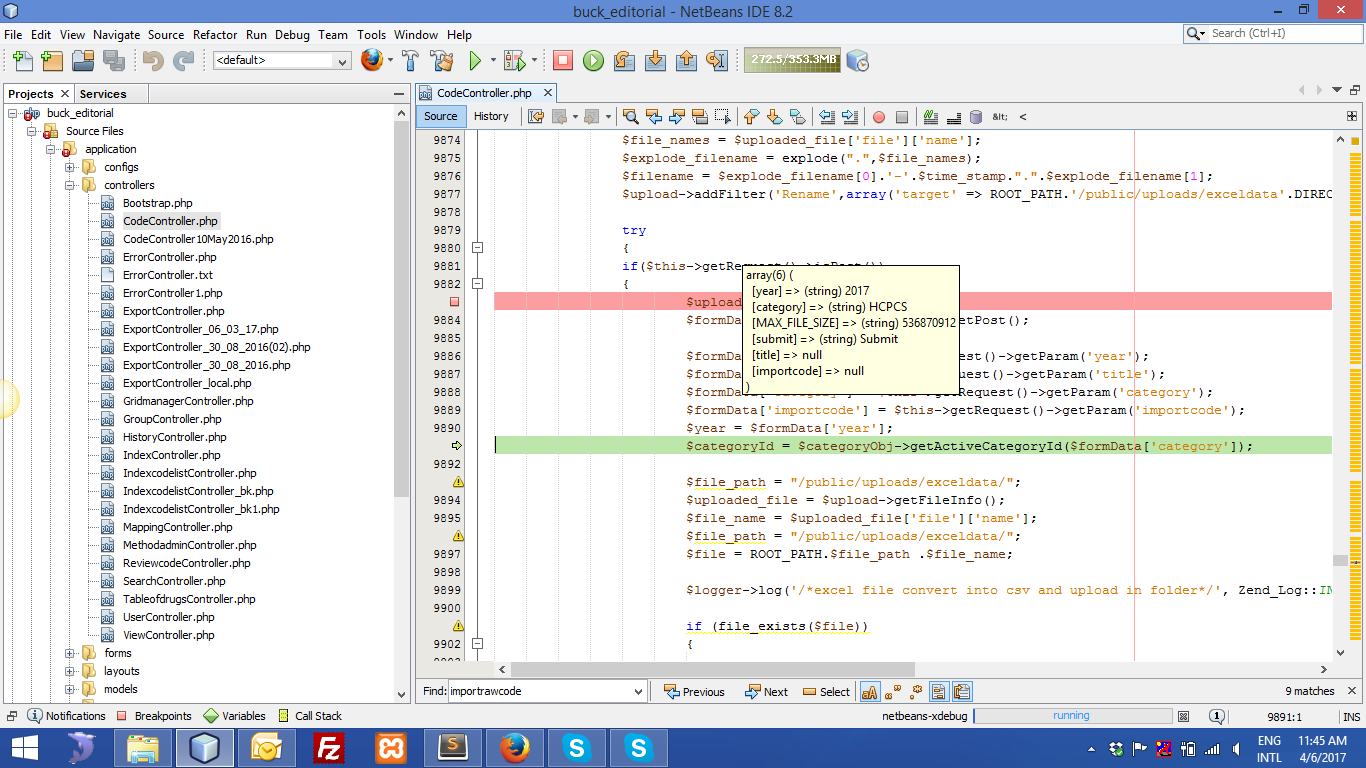 buck_editorial - NetBeans IDE 8.2
File Edit View Navigate Source Refactor Run Debug Team Tools Window Help
Search (Ctrl+I)
<default>
272.5/353.3MB
Projects Services
buck_editorial
Source Files
application
configs
controllers
Bootstrap.php
CodeController.php
CodeController10May2016.php
ErrorController.php
ErrorController.txt
ErrorController1.php
ExportController.php
ExportController_06_03_17.php
ExportController_30_08_2016(02).php
ExportController_30_08_2016.php
ExportController_local.php
GridmanagerController.php
GroupController.php
HistoryController.php
IndexController.php
IndexcodelistController.php
IndexcodelistController_bk.php
IndexcodelistController_bk1.php
MappingController.php
MethodadminController.php
ReviewcodeController.php
SearchController.php
TableofdrugsController.php
UserController.php
ViewController.php
forms
layouts
models
CodeController.php
Source History
&lt; <
9874 $file_names = $uploaded_file['file']['name'];
9875 $explode_filename = explode(".",$file_names);
9876 $filename = $explode_filename[0].'-'.$time_stamp.".".$explode_filename[1];
9877 $upload->addFilter('Rename',array('target' => ROOT_PATH.'/public/uploads/exceldata'.DIREC
9878
9879 try
9880 {
9881 if($this->getRequest()->isPost())
9882 {
$upload
9884 $formDa etPost();
9885
9886 $formDa uest()->getParam('year');
9887 $formDa uest()->getParam('title');
9888 $formData['category'] = $this->getRequest()->getParam('category');
9889 $formData['importcode'] = $this->getRequest()->getParam('importcode');
9890 $year = $formData['year'];
$categoryId = $categoryObj->getActiveCategoryId($formData['category']);
9892
$file_path = "/public/uploads/exceldata/";
9894 $uploaded_file = $upload->getFileInfo();
9895 $file_name = $uploaded_file['file']['name'];
$file_path = "/public/uploads/exceldata/";
9897 $file = ROOT_PATH.$file_path .$file_name;
9898
9899 $logger->log('/*excel file convert into csv and upload in folder*/', Zend_Log::IN
9900
if (file_exists($file))
9902 {
array(6) (
[year] => (string) 2017
[category] => (string) HCPCS
[MAX_FILE_SIZE] => (string) 536870912
[submit] => (string) Submit
[title] => null
[importcode] => null
)
Find: importrawcode Previous Next Select 9 matches
Notifications Breakpoints Variables Call Stack netbeans-xdebug running 9891:1 INS
ENG 11:45 AM
INTL 4/6/2017